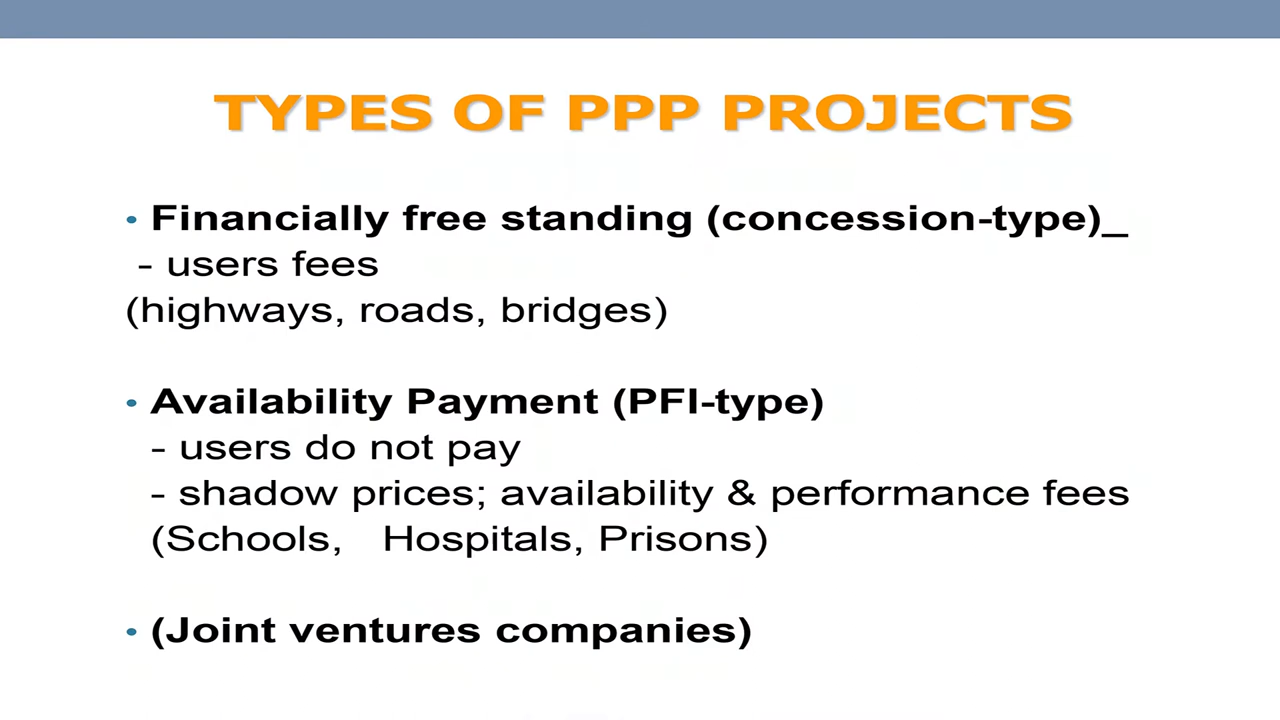 TYPES OF PPP PROJECTS
• Financially free standing (concession-type)_
- users fees
(highways, roads, bridges)
• Availability Payment (PFI-type)
- users do not pay
- shadow prices; availability & performance fees
(Schools, Hospitals, Prisons)
• (Joint ventures companies)